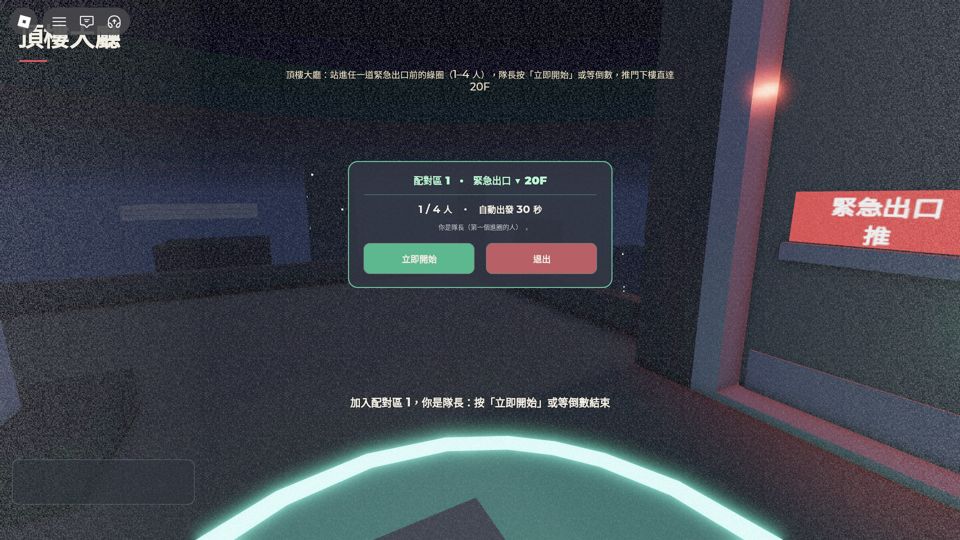 頂樓大廳
頂樓大廳：站進任一道緊急出口前的綠圈（1–4 人），隊長按「立即開始」或等倒數，推門下樓直達
20F
配對區 1 • 緊急出口 ▼ 20F
1 / 4 人 • 自動出發 30 秒
你是隊長（第一個進圈的人）。
立即開始
退出
緊急出口
推
加入配對區 1，你是隊長：按「立即開始」或等倒數結束